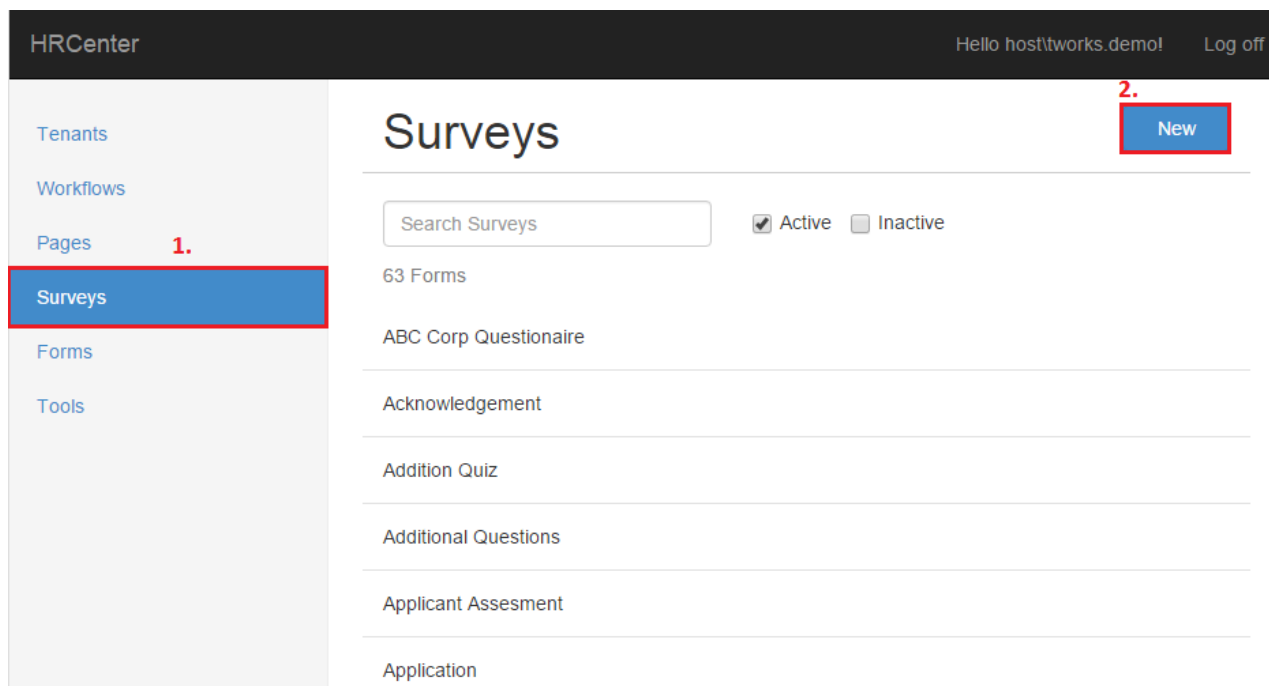 HRCenter
Hello host\tworks.demo!
Log off
Tenants
Workflows
Pages
1.
Surveys
Forms
Tools
Surveys
2.
New
Search Surveys
Active
Inactive
63 Forms
ABC Corp Questionaire
Acknowledgement
Addition Quiz
Additional Questions
Applicant Assesment
Application